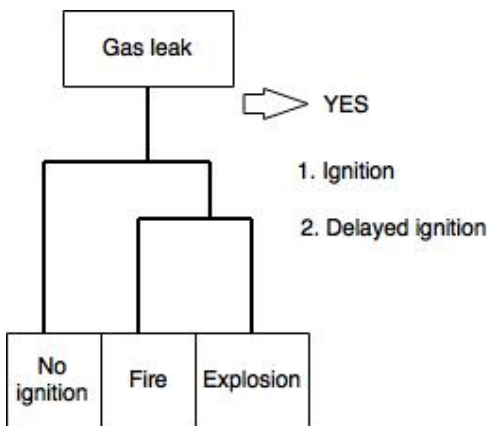 Gas leak
YES
1. Ignition
2. Delayed ignition
No
ignition
Fire
Explosion